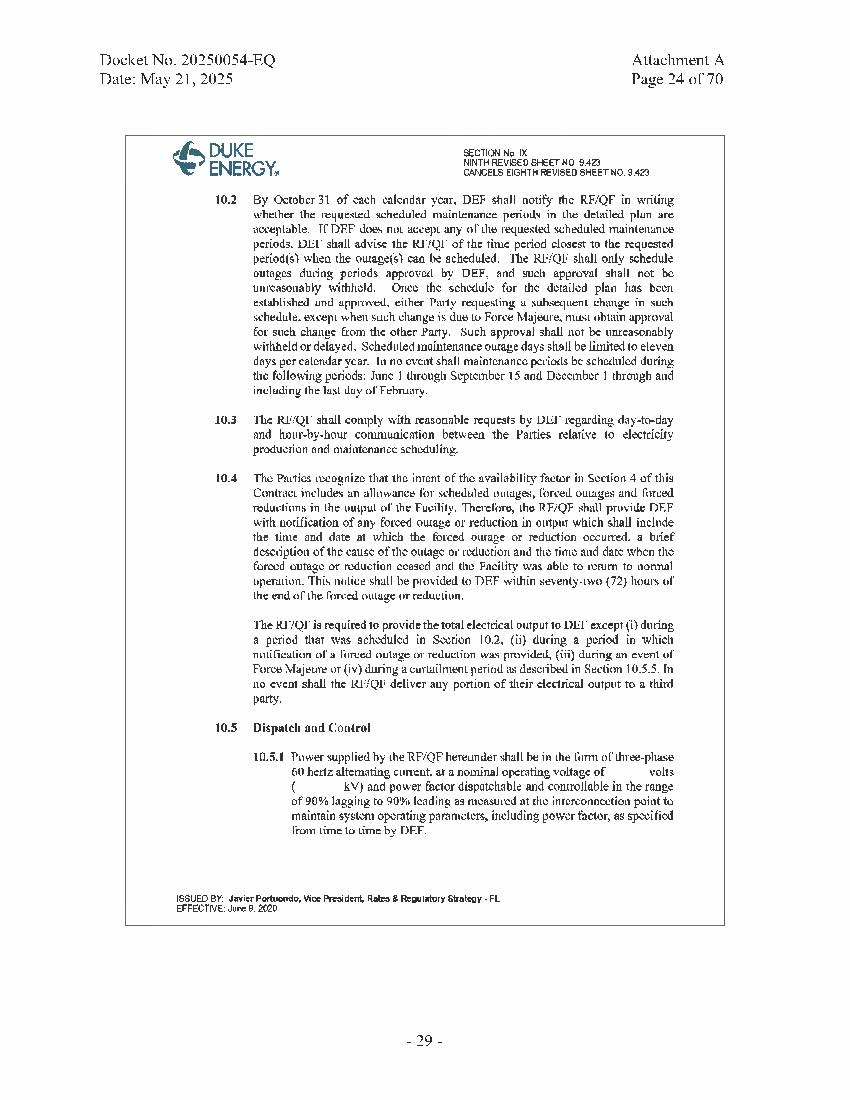 Docket No. 20250054-EQ
Date: May 21, 2025
Attachment A
Page 24 of 70
DUKE
ENERGY®
SECTION No. IX
NINTH REVISED SHEET NO. 9.423
CANCELS EIGHTH REVISED SHEET NO. 9.423
10.2 By October 31 of each calendar year, DEF shall notify the RF/QF in writing
whether the requested scheduled maintenance periods in the detailed plan are
acceptable. If DEF does not accept any of the requested scheduled maintenance
periods, DEF shall advise the RF/QF of the time period closest to the requested
period(s) when the outage(s) can be scheduled. The RF/QF shall only schedule
outages during periods approved by DEF, and such approval shall not be
unreasonably withheld. Once the schedule for the detailed plan has been
established and approved, either Party requesting a subsequent change in such
schedule, except when such change is due to Force Majeure, must obtain approval
for such change from the other Party. Such approval shall not be unreasonably
withheld or delayed. Scheduled maintenance outage days shall be limited to eleven
days per calendar year. In no event shall maintenance periods be scheduled during
the following periods: June 1 through September 15 and December 1 through and
including the last day of February.
10.3 The RF/QF shall comply with reasonable requests by DEF regarding day-to-day
and hour-by-hour communication between the Parties relative to electricity
production and maintenance scheduling.
10.4 The Parties recognize that the intent of the availability factor in Section 4 of this
Contract includes an allowance for scheduled outages, forced outages and forced
reductions in the output of the Facility. Therefore, the RF/QF shall provide DEF
with notification of any forced outage or reduction in output which shall include
the time and date at which the forced outage or reduction occurred, a brief
description of the cause of the outage or reduction and the time and date when the
forced outage or reduction ceased and the Facility was able to return to normal
operation. This notice shall be provided to DEF within seventy-two (72) hours of
the end of the forced outage or reduction.
The RF/QF is required to provide the total electrical output to DEF except (i) during
a period that was scheduled in Section 10.2, (ii) during a period in which
notification of a forced outage or reduction was provided, (iii) during an event of
Force Majeure or (iv) during a curtailment period as described in Section 10.5.5. In
no event shall the RF/QF deliver any portion of their electrical output to a third
party.
10.5 Dispatch and Control
10.5.1 Power supplied by the RF/QF hereunder shall be in the form of three-phase
60 hertz alternating current, at a nominal operating voltage of volts
( kV) and power factor dispatchable and controllable in the range
of 90% lagging to 90% leading as measured at the interconnection point to
maintain system operating parameters, including power factor, as specified
from time to time by DEF.
ISSUED BY: Javier Portuondo, Vice President, Rates & Regulatory Strategy - FL
EFFECTIVE: June 9, 2020
- 29 -